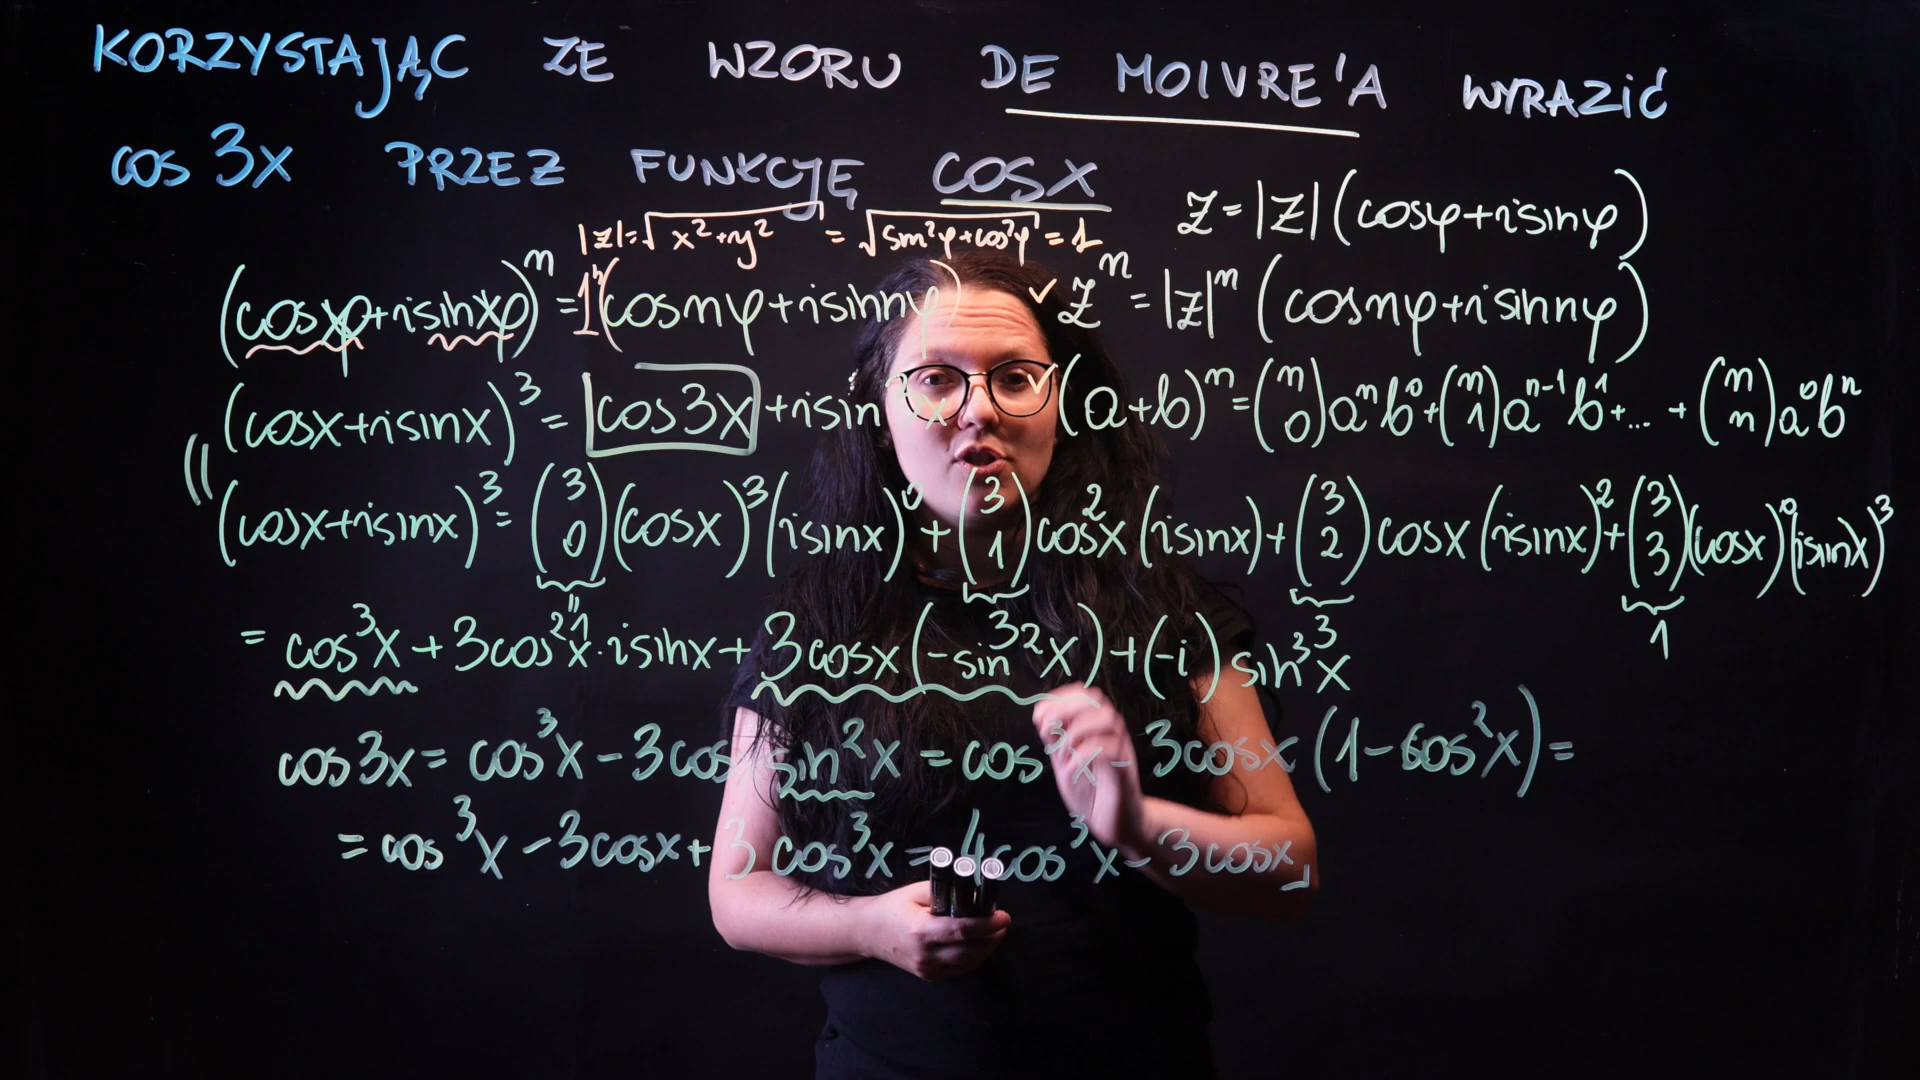 KORZYSTAJĄC ZE WZORU DE MOIVRE'A WYRAZIĆ
cos 3x PRZEZ FUNKCJĘ COSX
z = |z| (cosφ + isinφ)
|z| = √(x² + y²) = √(sin²φ + cos²φ) = 1
(cosφ + isinφ)ⁿ = 1ⁿ (cosnφ + isinnφ)
✓ zⁿ = |z|ⁿ (cosnφ + isinnφ)
(cosx + isinx)³ = cos3x + isin3x
✓ (a+b)ⁿ = (n 0) aⁿb⁰ + (n 1) aⁿ⁻¹b¹ + ... + (n n) a⁰bⁿ
(cosx + isinx)³ = (3 0)(cosx)³(isinx)⁰ + (3 1) cos²x (isinx) + (3 2) cosx (isinx)² + (3 3)(cosx)⁰(isinx)³
1 3 3 1
= cos³x + 3cos²x · isinx + 3cosx (-sin²x) + (-i) sin³x
cos3x = cos³x - 3cos sin²x = cos³x - 3cosx (1 - cos²x) =
= cos³x - 3cosx + 3cos³x = 4cos³x - 3cosx